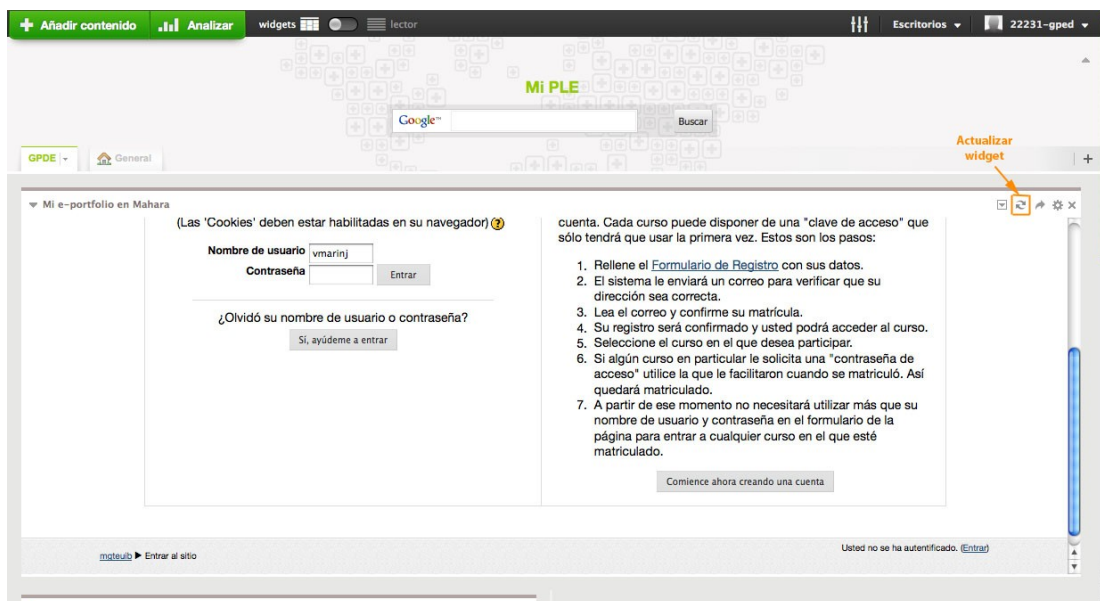 Añadir contenido Analizar widgets lector Escritorios 22231-gped
Mi PLE
Google™ Buscar
Actualizar
widget
GPDE General
Mi e-portfolio en Mahara
(Las 'Cookies' deben estar habilitadas en su navegador)
Nombre de usuario vmarinj
Contraseña Entrar
¿Olvidó su nombre de usuario o contraseña?
Sí, ayúdeme a entrar
cuenta. Cada curso puede disponer de una "clave de acceso" que
sólo tendrá que usar la primera vez. Estos son los pasos:
1. Rellene el Formulario de Registro con sus datos.
2. El sistema le enviará un correo para verificar que su
dirección sea correcta.
3. Lea el correo y confirme su matrícula.
4. Su registro será confirmado y usted podrá acceder al curso.
5. Seleccione el curso en el que desea participar.
6. Si algún curso en particular le solicita una "contraseña de
acceso" utilice la que le facilitaron cuando se matriculó. Así
quedará matriculado.
7. A partir de ese momento no necesitará utilizar más que su
nombre de usuario y contraseña en el formulario de la
página para entrar a cualquier curso en el que esté
matriculado.
Comience ahora creando una cuenta
mgteuib ► Entrar al sitio
Usted no se ha autentificado. (Entrar)